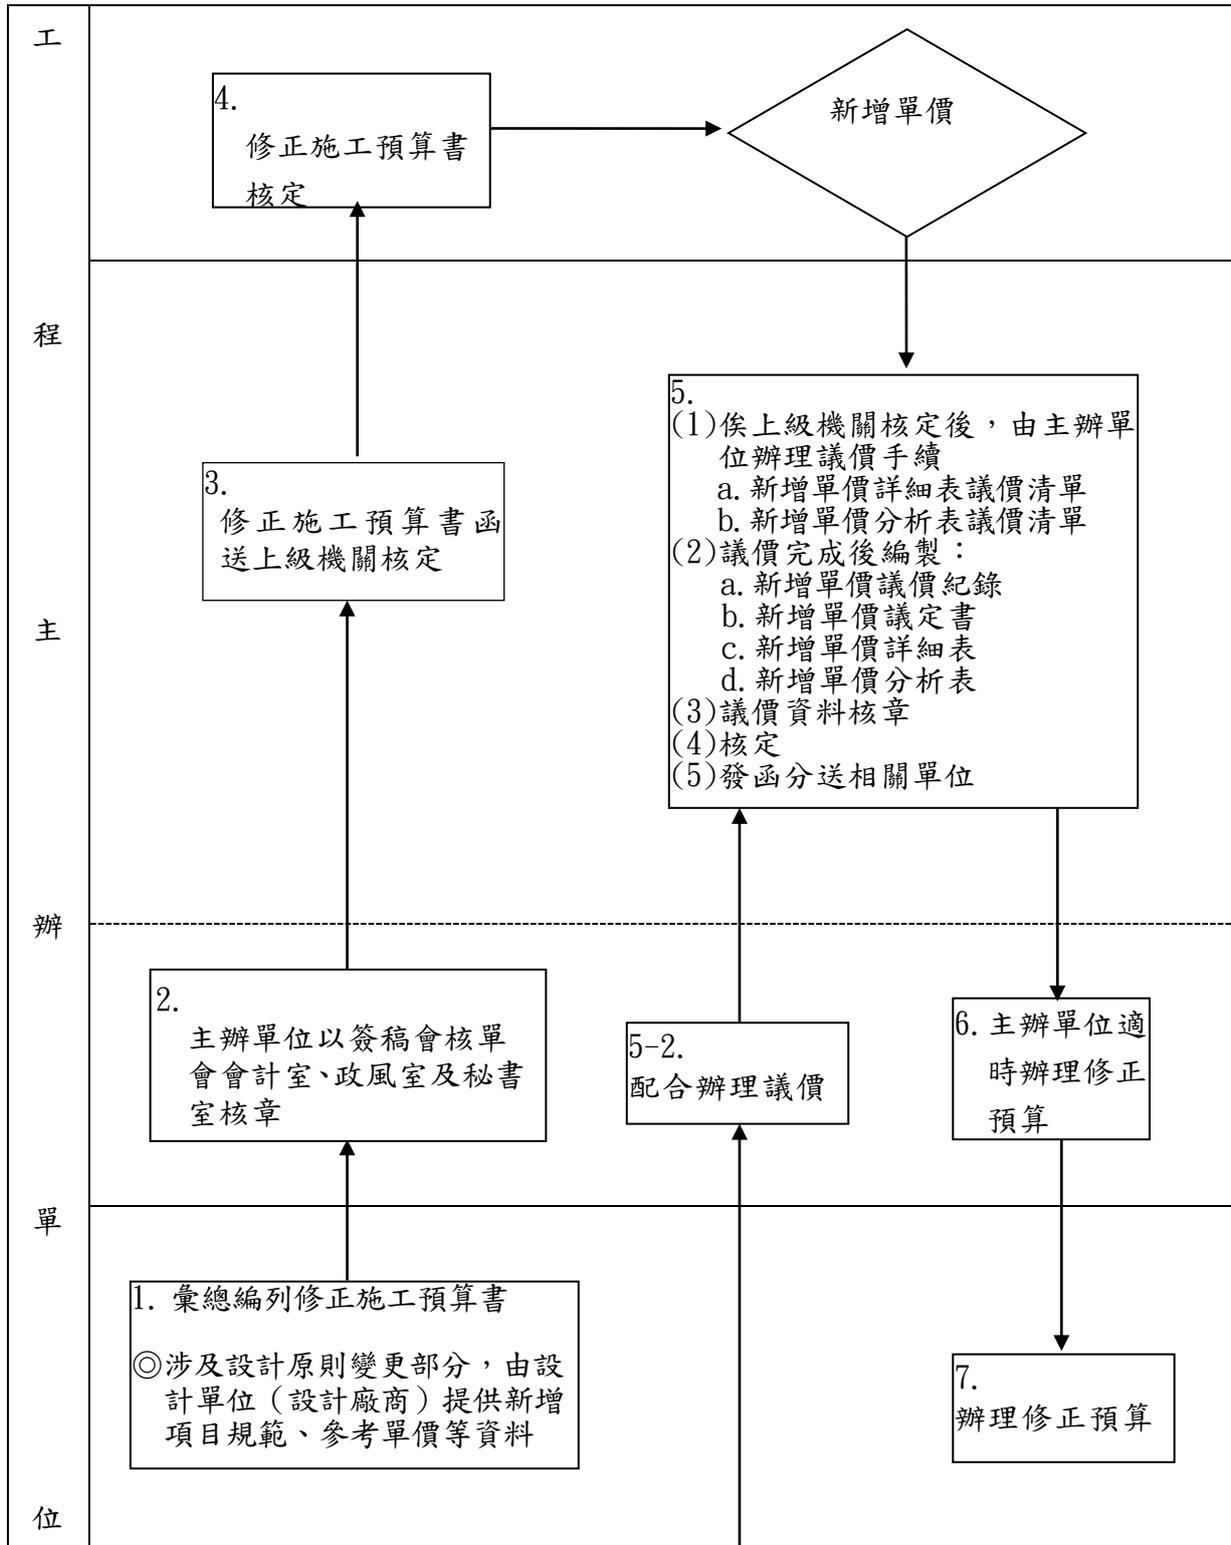 工
程
主
辦
單
位
4.
修正施工預算書
核定
新增單價
3.
修正施工預算書函
送上級機關核定
5.
(1)俟上級機關核定後，由主辦單
位辦理議價手續
a.新增單價詳細表議價清單
b.新增單價分析表議價清單
(2)議價完成後編製：
a.新增單價議價紀錄
b.新增單價議定書
c.新增單價詳細表
d.新增單價分析表
(3)議價資料核章
(4)核定
(5)發函分送相關單位
2.
主辦單位以簽稿會核單
會會計室、政風室及秘書
室核章
5-2.
配合辦理議價
6.主辦單位適
時辦理修正
預算
1. 彙總編列修正施工預算書
◎涉及設計原則變更部分，由設
計單位（設計廠商）提供新增
項目規範、參考單價等資料
7.
辦理修正預算